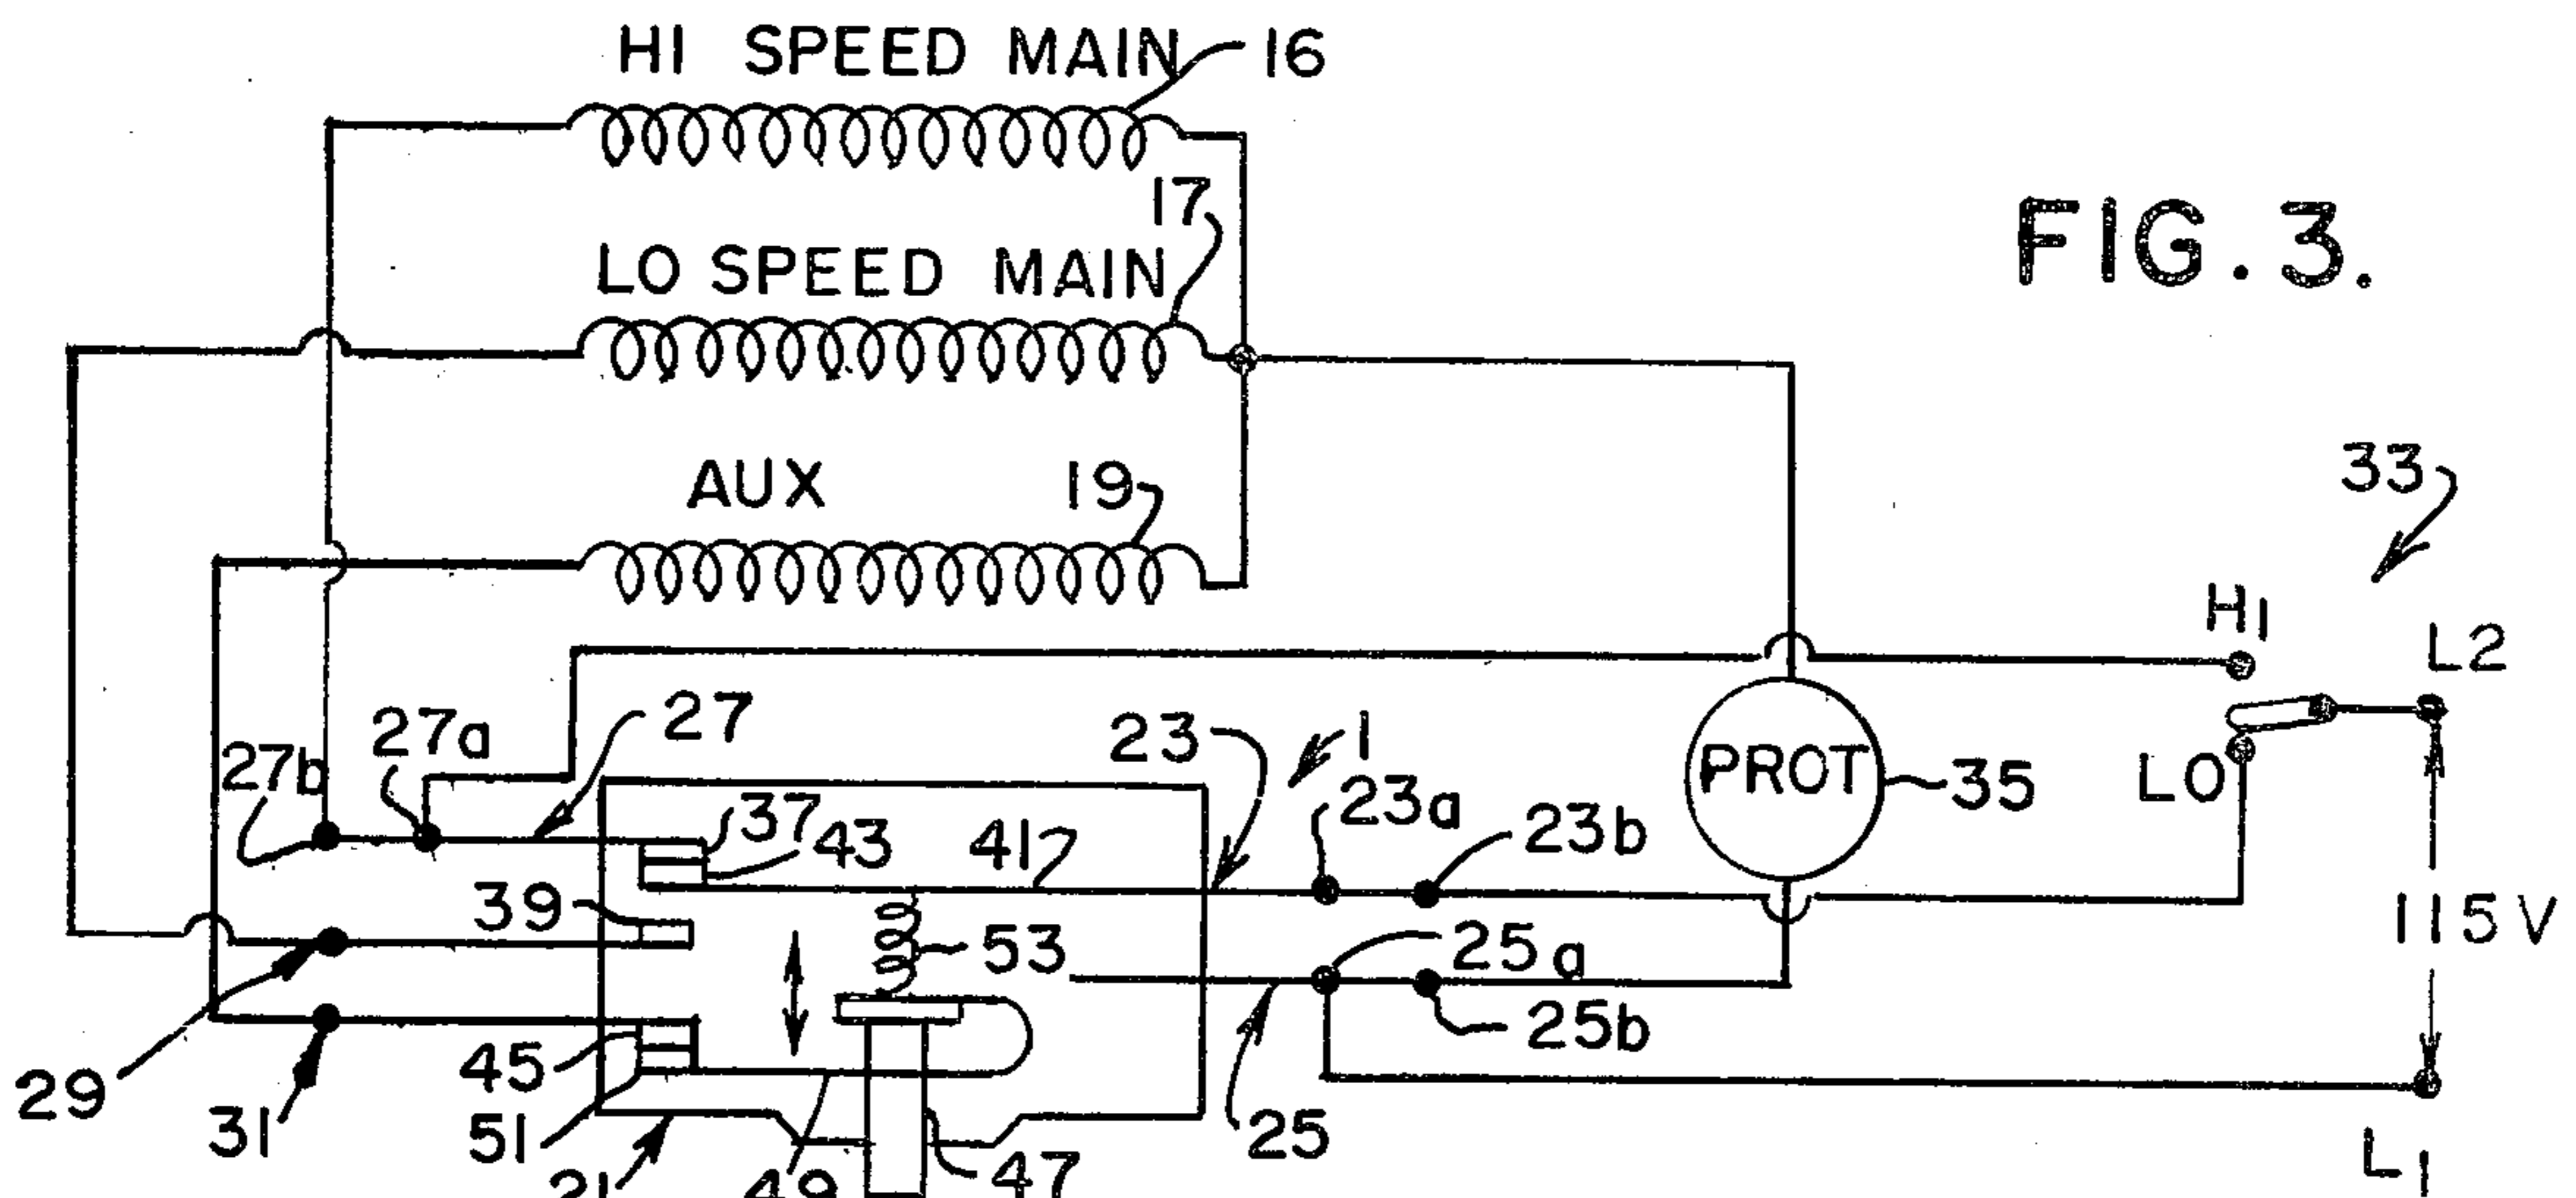 HI SPEED MAIN 16
17
LO SPEED MAIN
FIG. 3.
AUX 19
33
HI
L2
27b 27a 27 23 1
PROT 35
LO
37 43 41 23a 23b
39 53 25a 115V
25b
29 31 45 51 25
21 49 47 L1